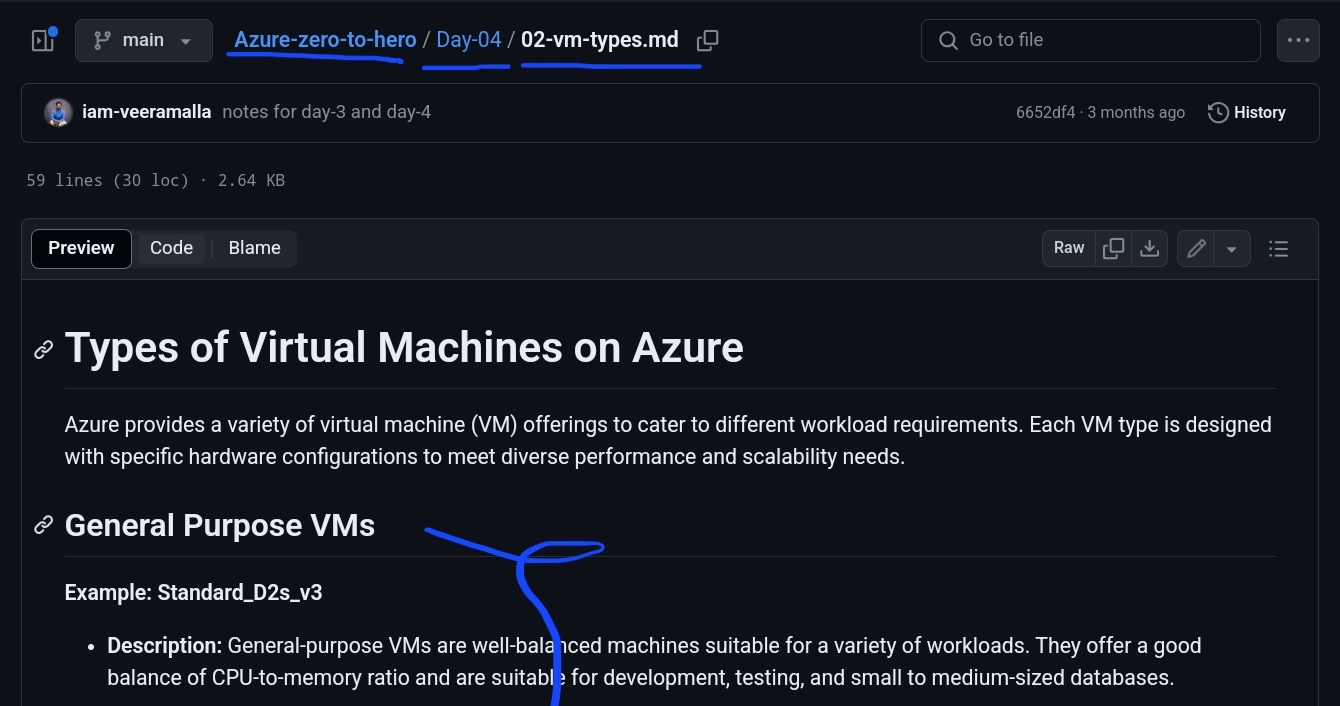 main Azure-zero-to-hero / Day-04 / 02-vm-types.md Go to file
iam-veeramalla notes for day-3 and day-4 6652df4 · 3 months ago History
59 lines (30 loc) · 2.64 KB
Preview Code Blame Raw
Types of Virtual Machines on Azure
Azure provides a variety of virtual machine (VM) offerings to cater to different workload requirements. Each VM type is designed
with specific hardware configurations to meet diverse performance and scalability needs.
General Purpose VMs
Example: Standard_D2s_v3
• Description: General-purpose VMs are well-balanced machines suitable for a variety of workloads. They offer a good
balance of CPU-to-memory ratio and are suitable for development, testing, and small to medium-sized databases.